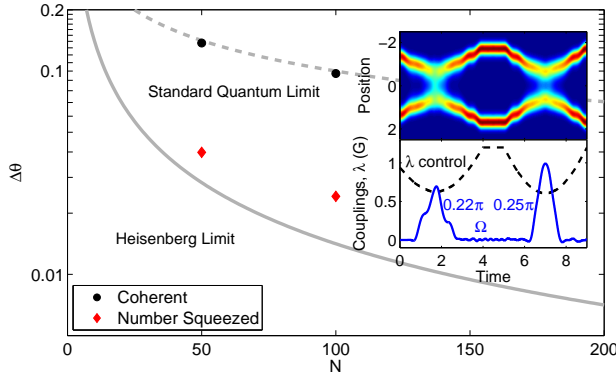 Δθ
0.1
0.01
0
50
100
150
200
N
Standard Quantum Limit
Heisenberg Limit
Coherent
Number Squeezed
Position
-2
0
2
Couplings, λ (G)
1
0.5
0
λ control
0.22π
0.25π
Ω
0
2
4
6
8
Time